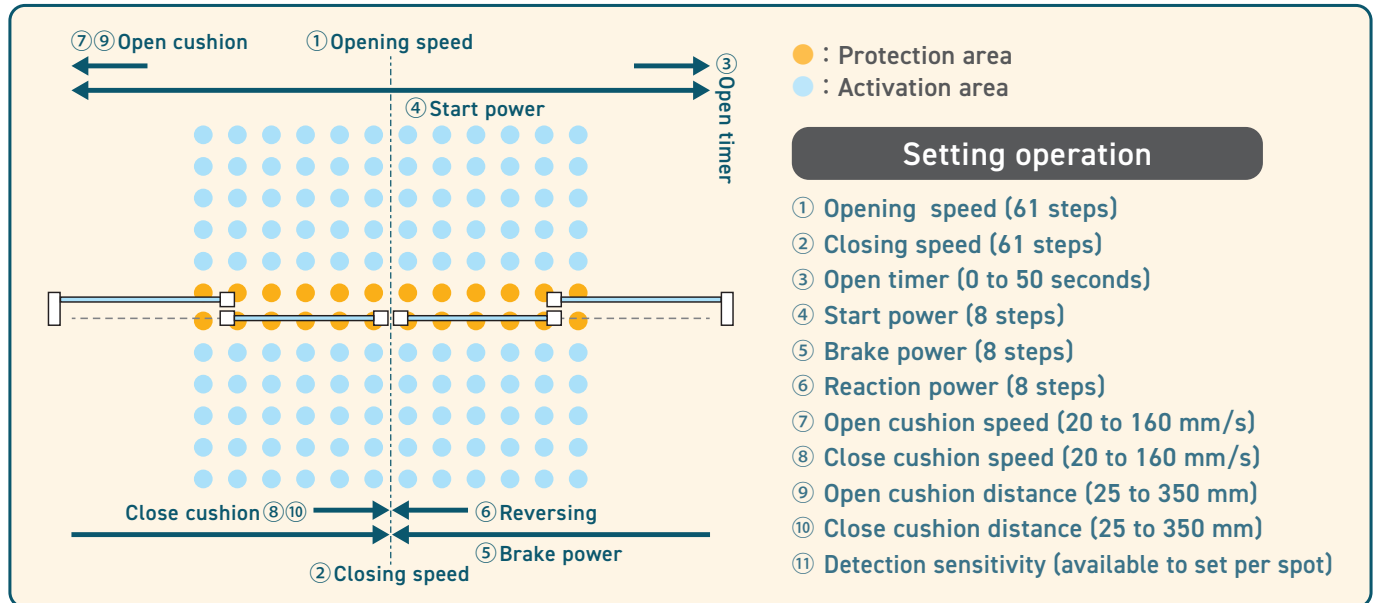 ⑦⑨Open cushion
①Opening speed
③Open timer
④Start power
Close cushion⑧⑩
⑥Reversing
⑤Brake power
②Closing speed
: Protection area
: Activation area
Setting operation
① Opening speed (61 steps)
② Closing speed (61 steps)
③ Open timer (0 to 50 seconds)
④ Start power (8 steps)
⑤ Brake power (8 steps)
⑥ Reaction power (8 steps)
⑦ Open cushion speed (20 to 160 mm/s)
⑧ Close cushion speed (20 to 160 mm/s)
⑨ Open cushion distance (25 to 350 mm)
⑩ Close cushion distance (25 to 350 mm)
⑪ Detection sensitivity (available to set per spot)